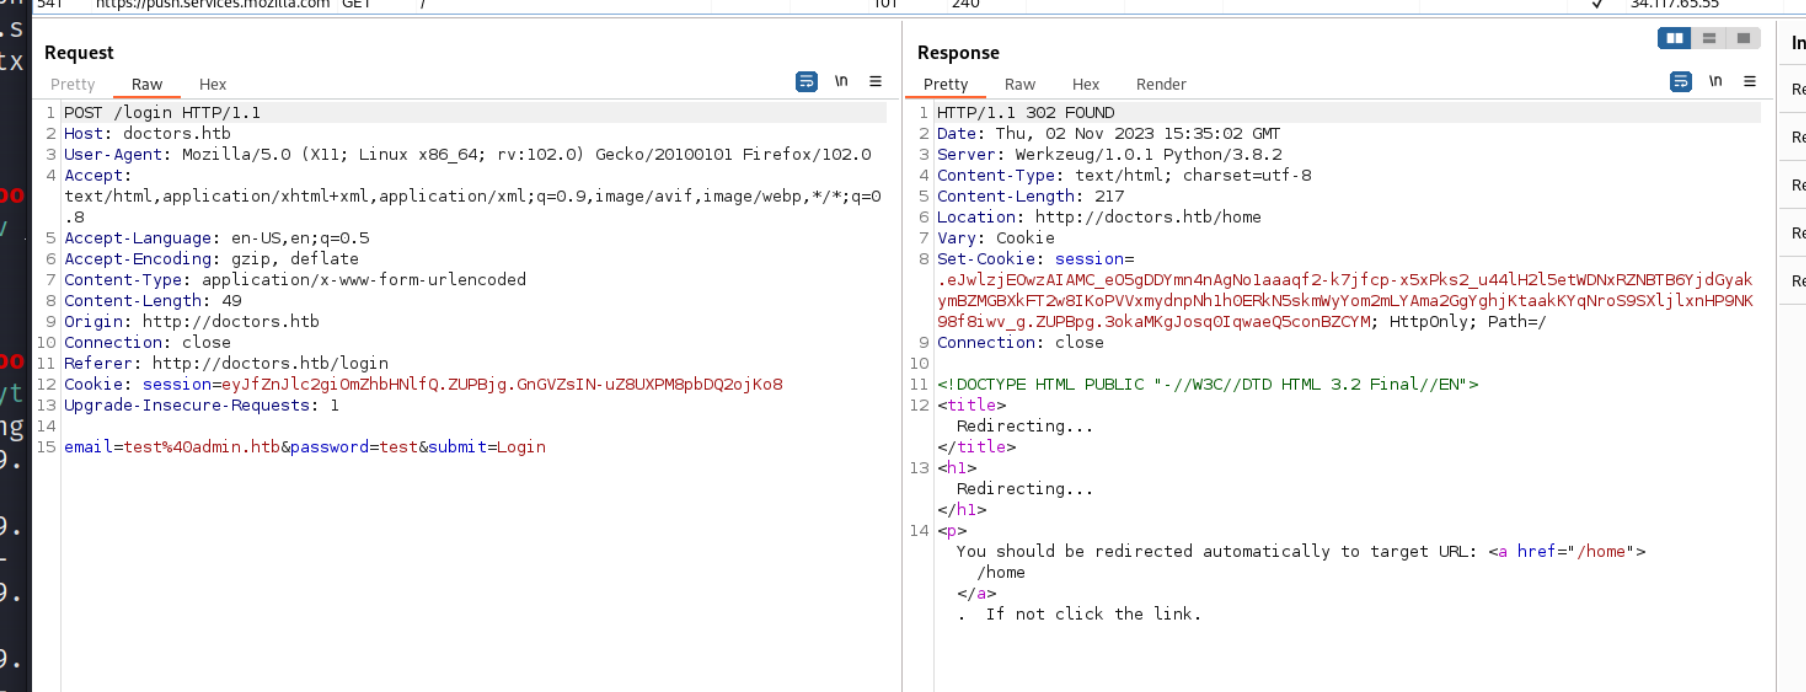 541 https://push.services.mozilla.com GET / 101 240 ✓ 34.117.65.55
Request
Pretty Raw Hex \n
1 POST /login HTTP/1.1
2 Host: doctors.htb
3 User-Agent: Mozilla/5.0 (X11; Linux x86_64; rv:102.0) Gecko/20100101 Firefox/102.0
4 Accept:
text/html,application/xhtml+xml,application/xml;q=0.9,image/avif,image/webp,*/*;q=0
.8
5 Accept-Language: en-US,en;q=0.5
6 Accept-Encoding: gzip, deflate
7 Content-Type: application/x-www-form-urlencoded
8 Content-Length: 49
9 Origin: http://doctors.htb
10 Connection: close
11 Referer: http://doctors.htb/login
12 Cookie: session=eyJfZnJlc2giOmZhbHNlfQ.ZUPBjg.GnGVZsIN-uZ8UXPM8pbDQ2ojKo8
13 Upgrade-Insecure-Requests: 1
14
15 email=test%40admin.htb&password=test&submit=Login
Response
Pretty Raw Hex Render \n
1 HTTP/1.1 302 FOUND
2 Date: Thu, 02 Nov 2023 15:35:02 GMT
3 Server: Werkzeug/1.0.1 Python/3.8.2
4 Content-Type: text/html; charset=utf-8
5 Content-Length: 217
6 Location: http://doctors.htb/home
7 Vary: Cookie
8 Set-Cookie: session=
.eJwlzjEOwzAIAMC_eO5gDDYmn4nAgNo1aaaqf2-k7jfcp-x5xPks2_u44lH2l5etWDNxRZNBTB6YjdGyak
ymBZMGBXkFT2w8IKoPVVxmydnpNh1hOERkN5skmWyYom2mLYAma2GgYghjKtaakKYqNroS9SXljlxnHP9NK
98f8iwv_g.ZUPBpg.3okaMKgJosq0IqwaeQ5conBZCYM; HttpOnly; Path=/
9 Connection: close
10
11 <!DOCTYPE HTML PUBLIC "-//W3C//DTD HTML 3.2 Final//EN">
12 <title>
Redirecting...
</title>
13 <h1>
Redirecting...
</h1>
14 <p>
You should be redirected automatically to target URL: <a href="/home">
/home
</a>
. If not click the link.